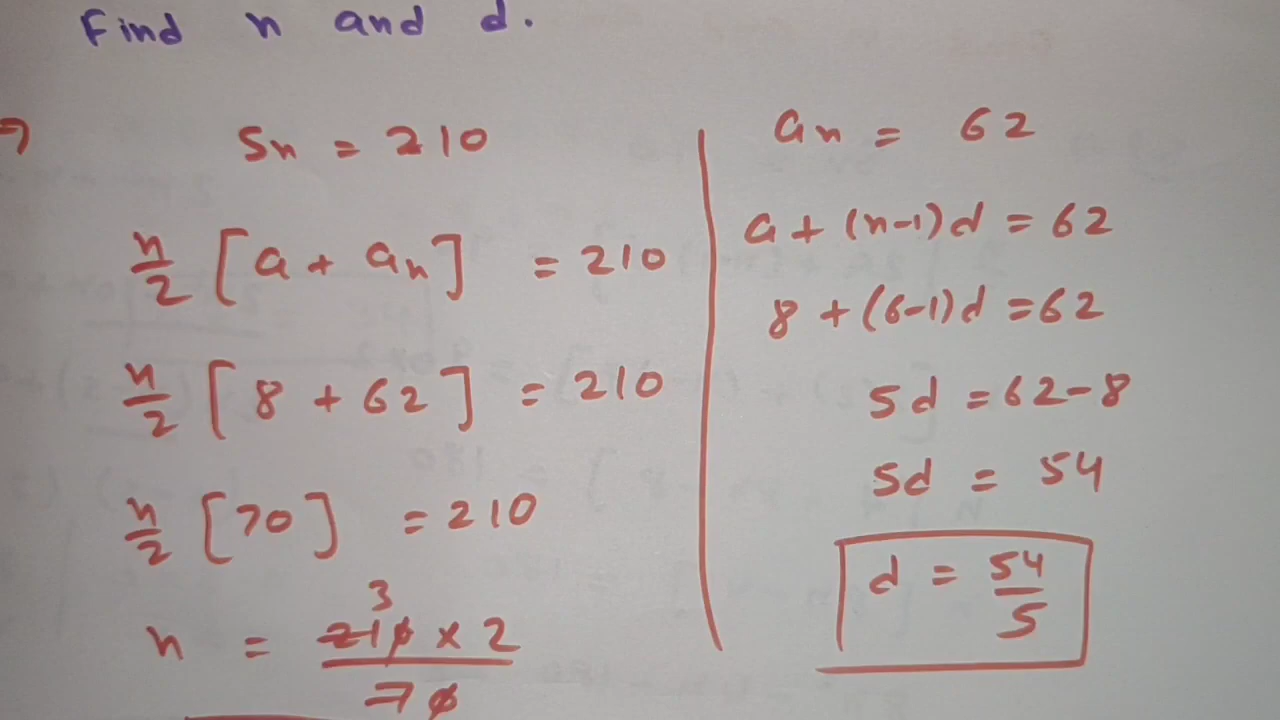 Find n and d.
⇒ Sn = 210
n/2 [a + an] = 210
n/2 [8 + 62] = 210
n/2 [70] = 210
3
n = 210 × 2 / 70
an = 62
a + (n-1)d = 62
8 + (6-1)d = 62
5d = 62-8
5d = 54
d = 54/5